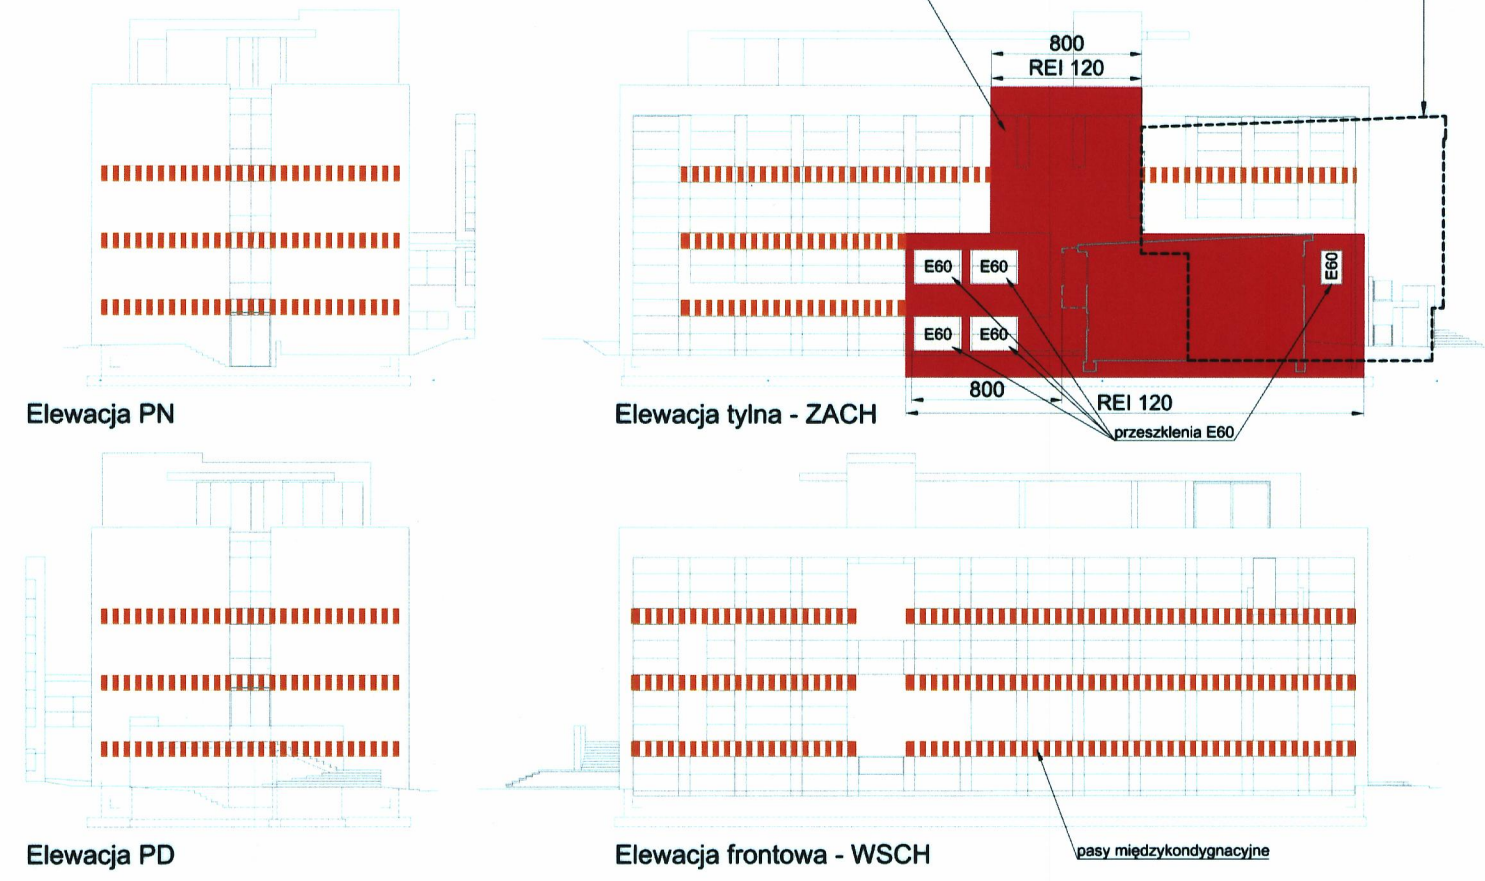 800
REI 120
E60
E60
E60
E60
E60
800
REI 120
przeszklenia E60
Elewacja PN
Elewacja tylna - ZACH
Elewacja PD
Elewacja frontowa - WSCH
pasy międzykondygnacyjne